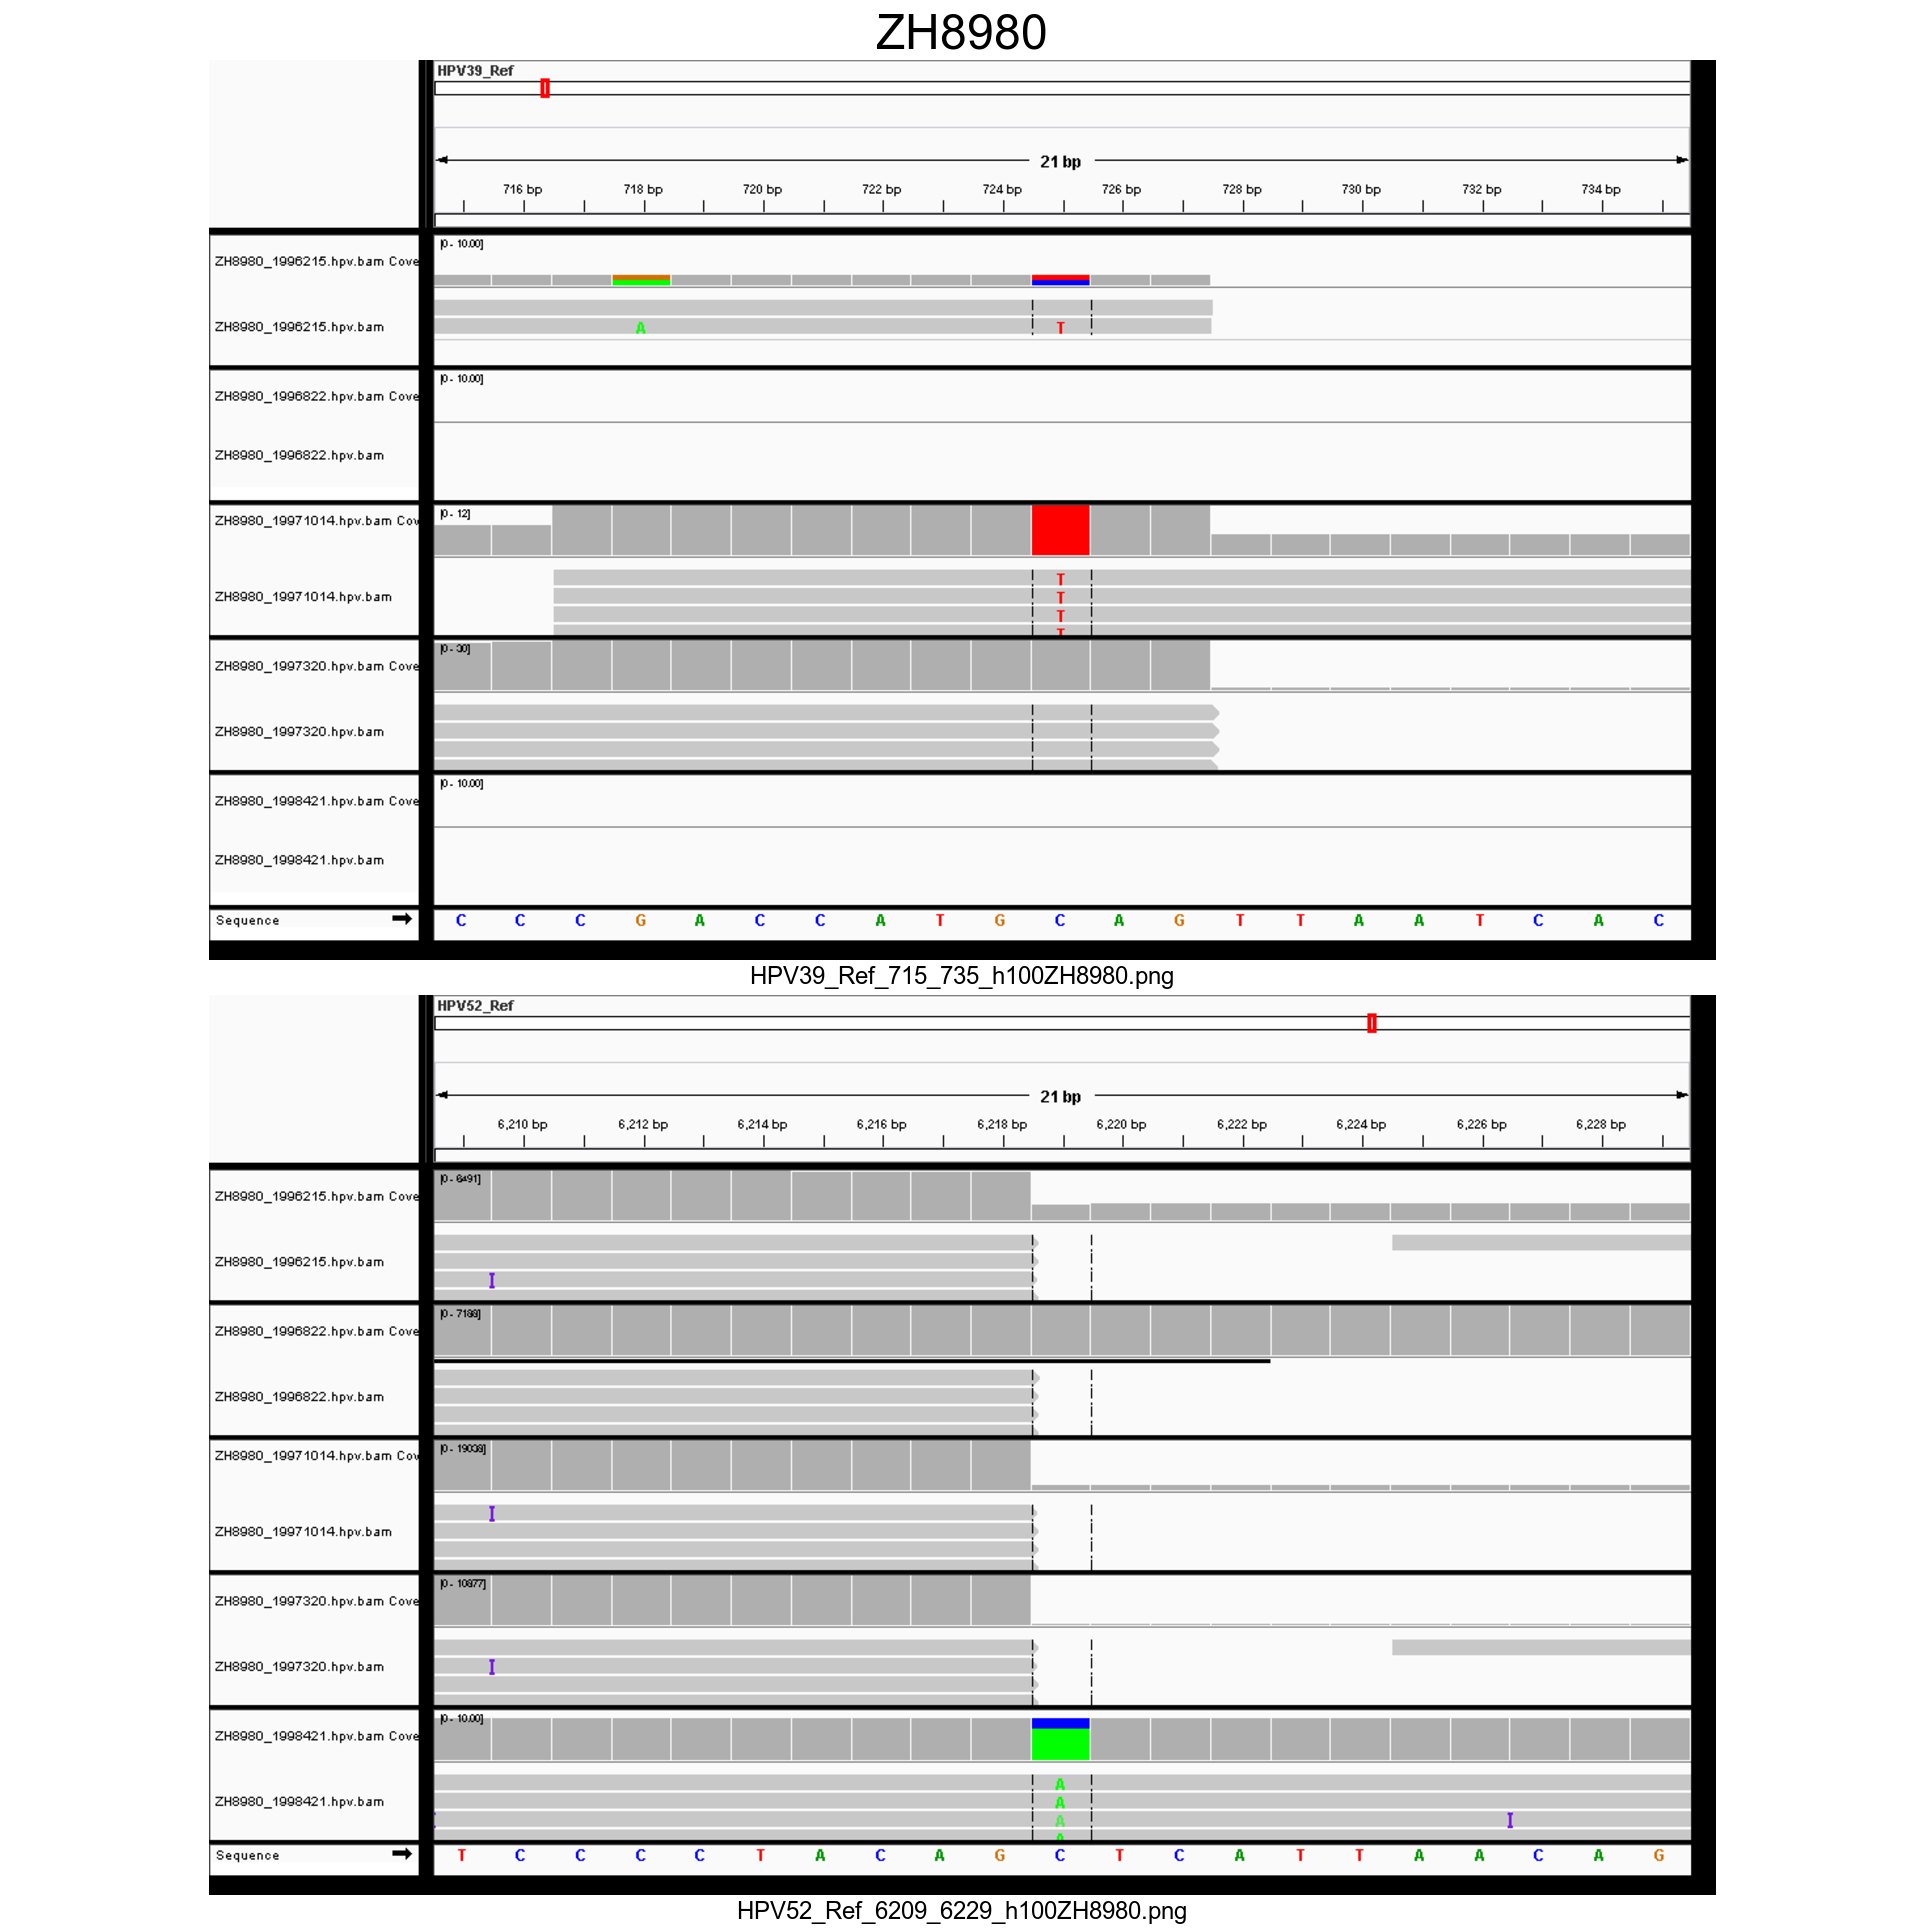 ZH8980
HPV39_Ref
21 bp
716 bp 718 bp 720 bp 722 bp 724 bp 726 bp 728 bp 730 bp 732 bp 734 bp
[0 - 10.00]
ZH8980_1996215.hpv.bam Cove
ZH8980_1996215.hpv.bam
A T
[0 - 10.00]
ZH8980_1996822.hpv.bam Cove
ZH8980_1996822.hpv.bam
[0 - 12]
ZH8980_19971014.hpv.bam Cov
T
T
ZH8980_19971014.hpv.bam
T
T
[0 - 30]
ZH8980_1997320.hpv.bam Cove
ZH8980_1997320.hpv.bam
[0 - 10.00]
ZH8980_1998421.hpv.bam Cove
ZH8980_1998421.hpv.bam
Sequence C C C G A C C A T G C A G T T A A T C A C
HPV39_Ref_715_735_h100ZH8980.png
HPV52_Ref
21 bp
6,210 bp 6,212 bp 6,214 bp 6,216 bp 6,218 bp 6,220 bp 6,222 bp 6,224 bp 6,226 bp 6,228 bp
[0 - 6491]
ZH8980_1996215.hpv.bam Cove
ZH8980_1996215.hpv.bam
I
ZH8980_1996822.hpv.bam Cove
ZH8980_1996822.hpv.bam
ZH8980_19971014.hpv.bam Cov
I
ZH8980_19971014.hpv.bam
ZH8980_1997320.hpv.bam Cove
ZH8980_1997320.hpv.bam
I
[0 - 10.00]
ZH8980_1998421.hpv.bam Cove
A
ZH8980_1998421.hpv.bam
A
A I
A
Sequence T C C C C T A C A G C T C A T T A A C A G
HPV52_Ref_6209_6229_h100ZH8980.png